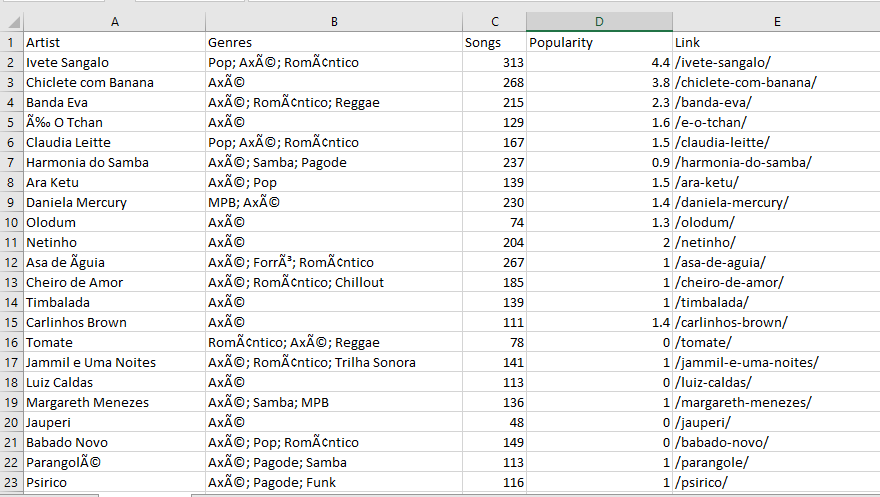 A B C D E
1 Artist Genres Songs Popularity Link
2 Ivete Sangalo Pop; AxÃ©; RomÃ¢ntico 313 4.4 /ivete-sangalo/
3 Chiclete com Banana AxÃ© 268 3.8 /chiclete-com-banana/
4 Banda Eva AxÃ©; RomÃ¢ntico; Reggae 215 2.3 /banda-eva/
5 Ã‰ O Tchan AxÃ© 129 1.6 /e-o-tchan/
6 Claudia Leitte Pop; AxÃ©; RomÃ¢ntico 167 1.5 /claudia-leitte/
7 Harmonia do Samba AxÃ©; Samba; Pagode 237 0.9 /harmonia-do-samba/
8 Ara Ketu AxÃ©; Pop 139 1.5 /ara-ketu/
9 Daniela Mercury MPB; AxÃ© 230 1.4 /daniela-mercury/
10 Olodum AxÃ© 74 1.3 /olodum/
11 Netinho AxÃ© 204 2 /netinho/
12 Asa de Ãguia AxÃ©; ForrÃ³; RomÃ¢ntico 267 1 /asa-de-aguia/
13 Cheiro de Amor AxÃ©; RomÃ¢ntico; Chillout 185 1 /cheiro-de-amor/
14 Timbalada AxÃ© 139 1 /timbalada/
15 Carlinhos Brown AxÃ© 111 1.4 /carlinhos-brown/
16 Tomate RomÃ¢ntico; AxÃ©; Reggae 78 0 /tomate/
17 Jammil e Uma Noites AxÃ©; RomÃ¢ntico; Trilha Sonora 141 1 /jammil-e-uma-noites/
18 Luiz Caldas AxÃ© 113 0 /luiz-caldas/
19 Margareth Menezes AxÃ©; Samba; MPB 136 1 /margareth-menezes/
20 Jauperi AxÃ© 48 0 /jauperi/
21 Babado Novo AxÃ©; Pop; RomÃ¢ntico 149 0 /babado-novo/
22 ParangolÃ© AxÃ©; Pagode; Samba 113 1 /parangole/
23 Psirico AxÃ©; Pagode; Funk 116 1 /psirico/